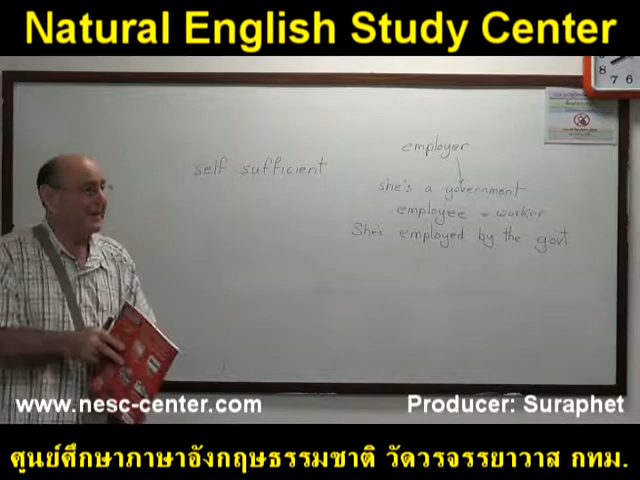 Natural English Study Center
8
7 6
employer
self sufficient
she's a government
employee = worker
She's employed by the govt
www.nesc-center.com
Producer: Suraphet
ศูนย์ศึกษาภาษาอังกฤษธรรมชาติ วัดวรจรรยาวาส กทม.